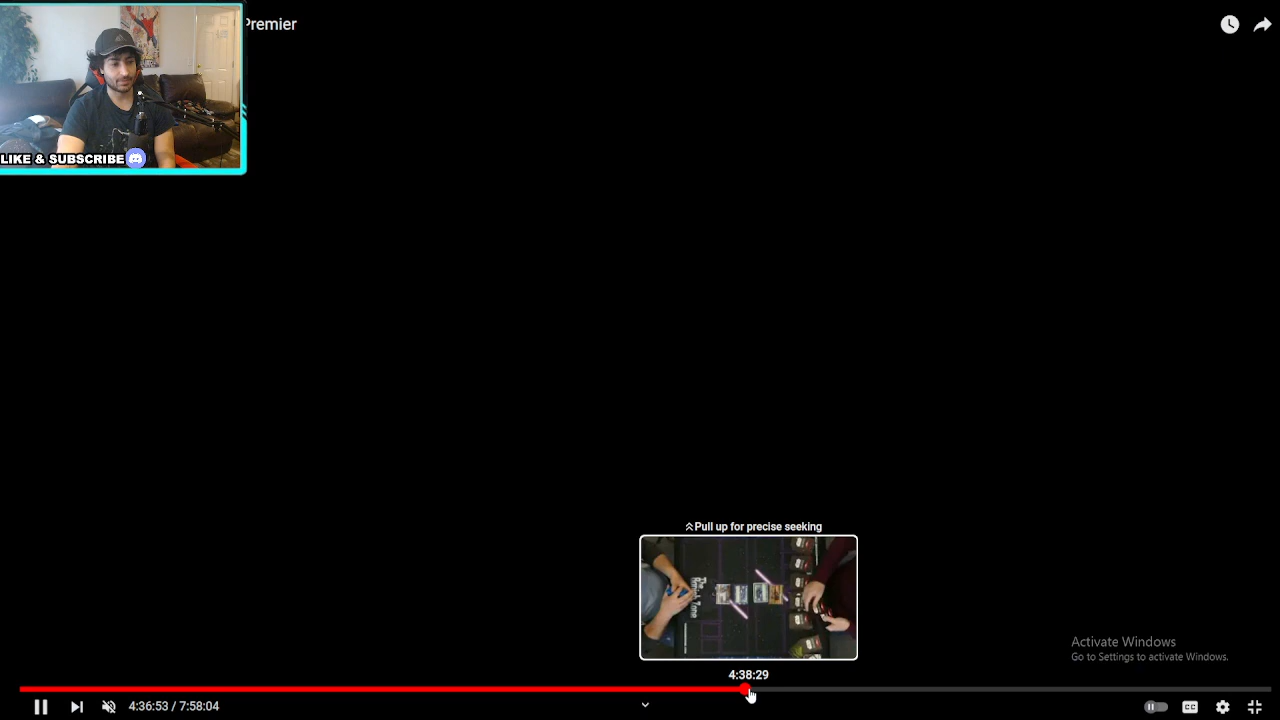 Premier
LIKE & SUBSCRIBE
Pull up for precise seeking
4:38:29
Activate Windows
Go to Settings to activate Windows.
4:36:53 / 7:58:04
CC